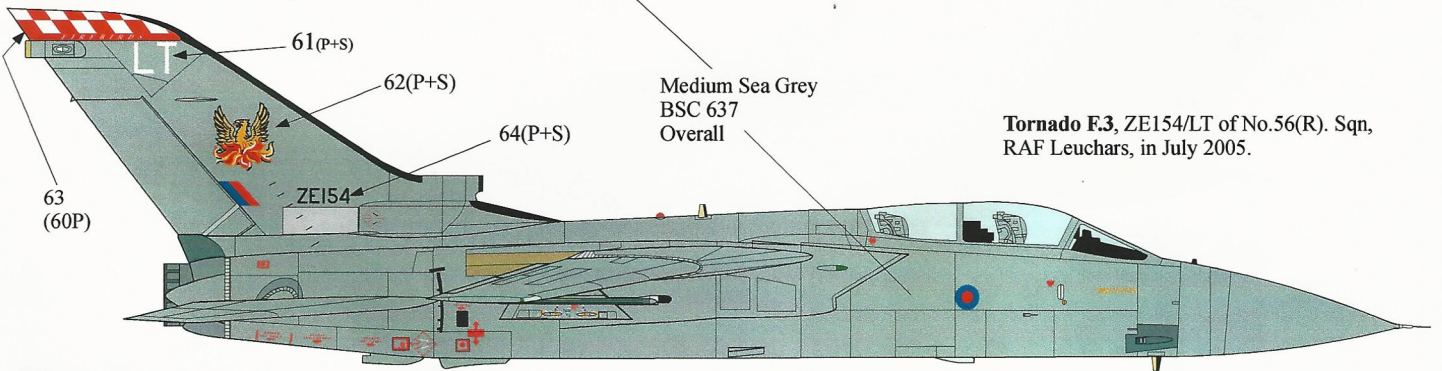 FIREBIRDS
LT
61(P+S)
62(P+S)
Medium Sea Grey
BSC 637
Overall
Tornado F.3, ZE154/LT of No.56(R). Sqn,
RAF Leuchars, in July 2005.
64(P+S)
63
(60P)
ZE154